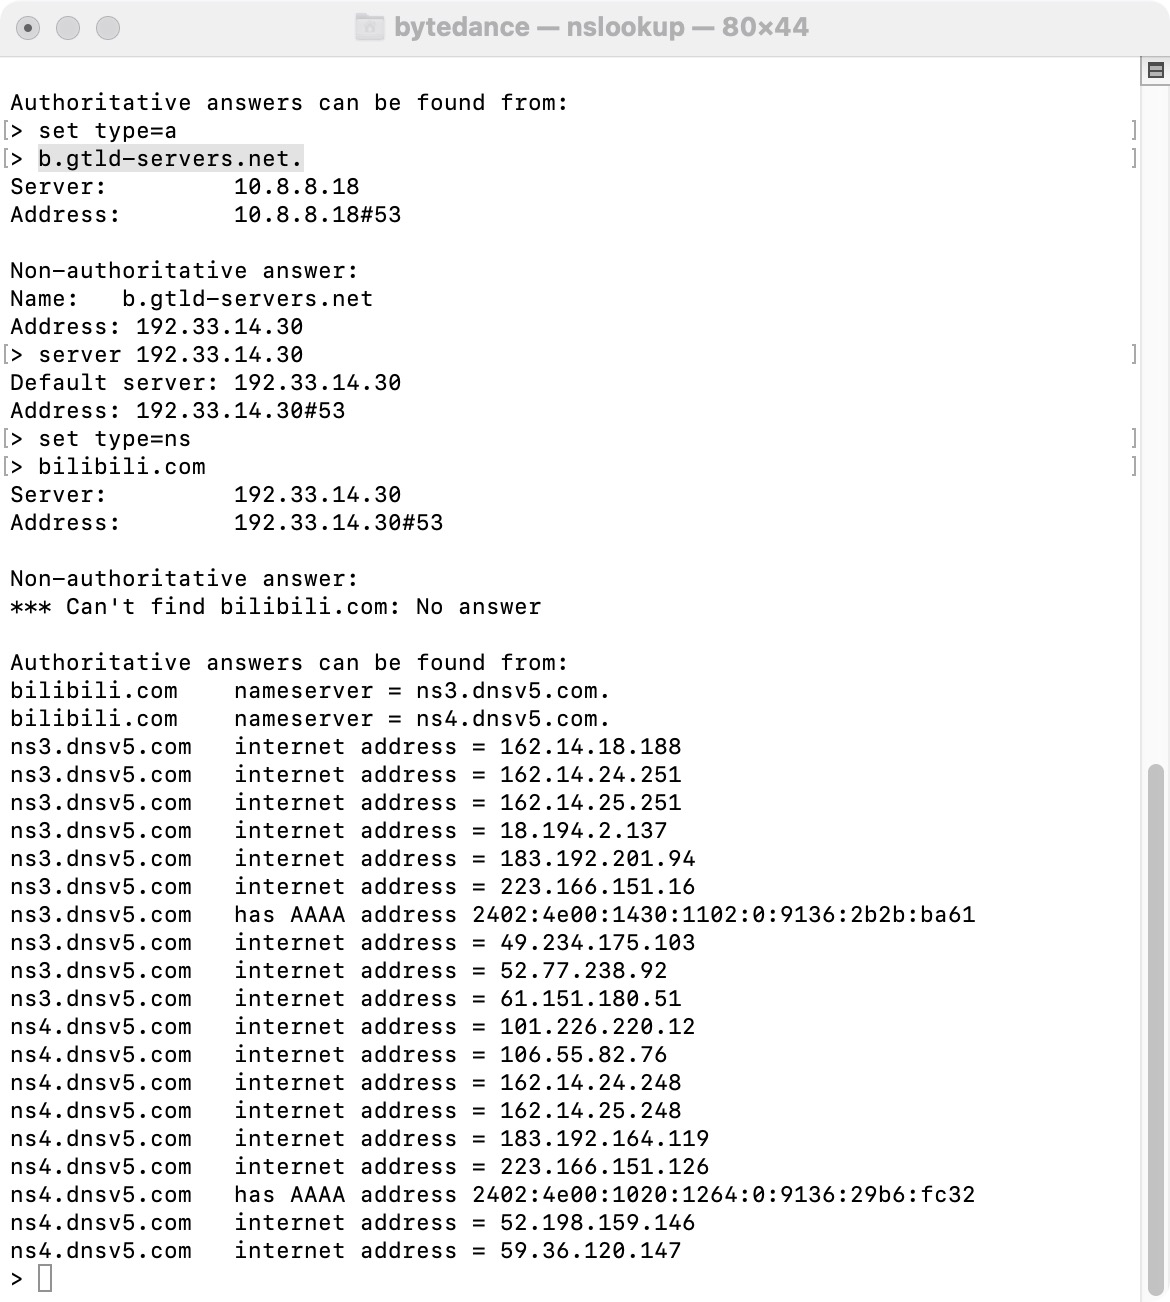 bytedance — nslookup — 80×44
Authoritative answers can be found from:
[> set type=a ]
[> b.gtld-servers.net. ]
Server:		10.8.8.18
Address:	10.8.8.18#53

Non-authoritative answer:
Name:	b.gtld-servers.net
Address: 192.33.14.30
[> server 192.33.14.30 ]
Default server: 192.33.14.30
Address: 192.33.14.30#53
[> set type=ns ]
[> bilibili.com ]
Server:		192.33.14.30
Address:	192.33.14.30#53

Non-authoritative answer:
*** Can't find bilibili.com: No answer

Authoritative answers can be found from:
bilibili.com	nameserver = ns3.dnsv5.com.
bilibili.com	nameserver = ns4.dnsv5.com.
ns3.dnsv5.com	internet address = 162.14.18.188
ns3.dnsv5.com	internet address = 162.14.24.251
ns3.dnsv5.com	internet address = 162.14.25.251
ns3.dnsv5.com	internet address = 18.194.2.137
ns3.dnsv5.com	internet address = 183.192.201.94
ns3.dnsv5.com	internet address = 223.166.151.16
ns3.dnsv5.com	has AAAA address 2402:4e00:1430:1102:0:9136:2b2b:ba61
ns3.dnsv5.com	internet address = 49.234.175.103
ns3.dnsv5.com	internet address = 52.77.238.92
ns3.dnsv5.com	internet address = 61.151.180.51
ns4.dnsv5.com	internet address = 101.226.220.12
ns4.dnsv5.com	internet address = 106.55.82.76
ns4.dnsv5.com	internet address = 162.14.24.248
ns4.dnsv5.com	internet address = 162.14.25.248
ns4.dnsv5.com	internet address = 183.192.164.119
ns4.dnsv5.com	internet address = 223.166.151.126
ns4.dnsv5.com	has AAAA address 2402:4e00:1020:1264:0:9136:29b6:fc32
ns4.dnsv5.com	internet address = 52.198.159.146
ns4.dnsv5.com	internet address = 59.36.120.147
>